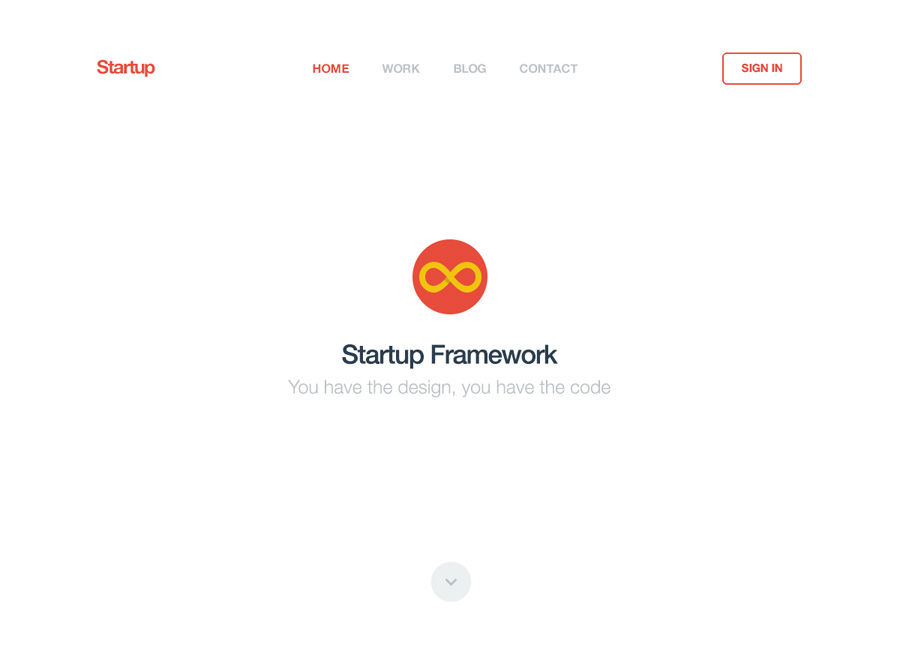 Startup HOME WORK BLOG CONTACT SIGN IN
Startup Framework
You have the design, you have the code